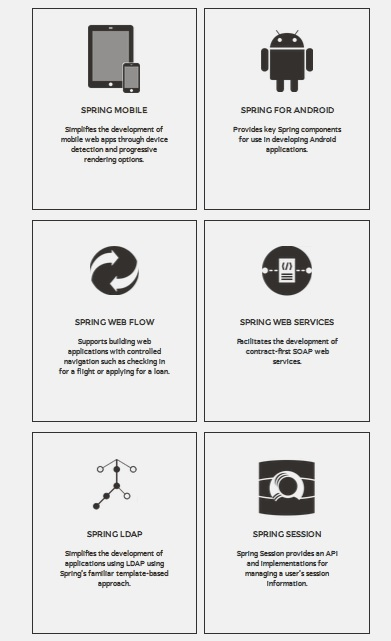 SPRING MOBILE
Simplifies the development of
mobile web apps through device
detection and progressive
rendering options.
SPRING FOR ANDROID
Provides key Spring components
for use in developing Android
applications.
SPRING WEB FLOW
Supports building web
applications with controlled
navigation such as checking in
for a flight or applying for a loan.
SPRING WEB SERVICES
Facilitates the development of
contract-first SOAP web
services.
SPRING LDAP
Simplifies the development of
applications using LDAP using
Spring's familiar template-based
approach.
SPRING SESSION
Spring Session provides an API
and implementations for
managing a user's session
information.